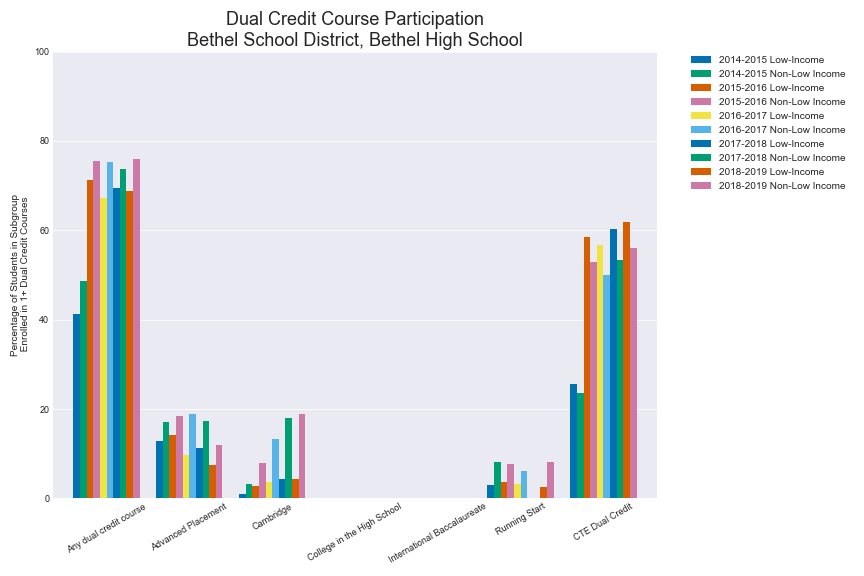 Dual Credit Course Participation
Bethel School District, Bethel High School
Percentage of Students in Subgroup
Enrolled in 1+ Dual Credit Courses
100
80
60
40
20
0
Any dual credit course
Advanced Placement
Cambridge
College in the High School
International Baccalaureate
Running Start
CTE Dual Credit
2014-2015 Low-Income
2014-2015 Non-Low Income
2015-2016 Low-Income
2015-2016 Non-Low Income
2016-2017 Low-Income
2016-2017 Non-Low Income
2017-2018 Low-Income
2017-2018 Non-Low Income
2018-2019 Low-Income
2018-2019 Non-Low Income